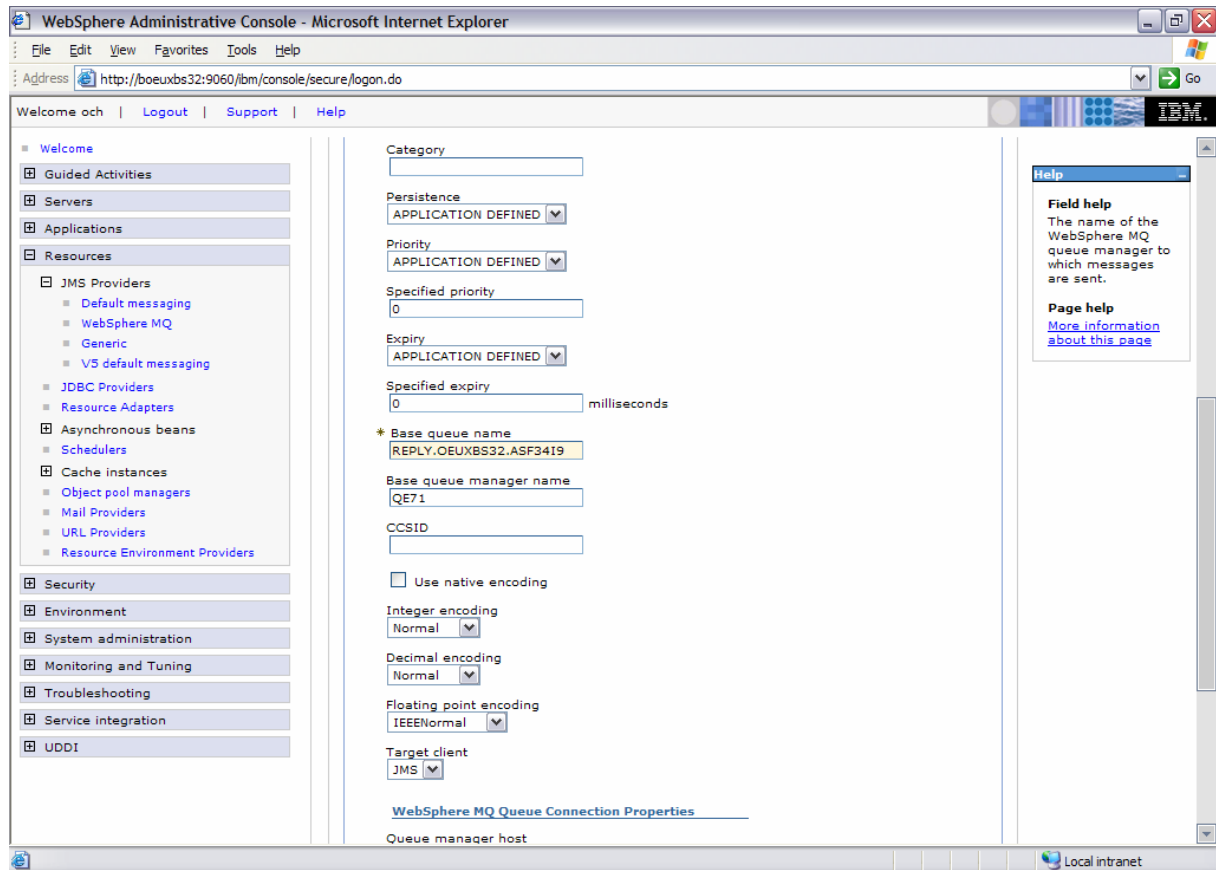 WebSphere Administrative Console - Microsoft Internet Explorer
File Edit View Favorites Tools Help
Address http://boeuxbs32:9060/ibm/console/secure/logon.do Go
Welcome och | Logout | Support | Help
IBM.
Welcome
Guided Activities
Servers
Applications
Resources
JMS Providers
Default messaging
WebSphere MQ
Generic
V5 default messaging
JDBC Providers
Resource Adapters
Asynchronous beans
Schedulers
Cache instances
Object pool managers
Mail Providers
URL Providers
Resource Environment Providers
Security
Environment
System administration
Monitoring and Tuning
Troubleshooting
Service integration
UDDI
Category
Persistence
APPLICATION DEFINED
Priority
APPLICATION DEFINED
Specified priority
0
Expiry
APPLICATION DEFINED
Specified expiry
0 milliseconds
* Base queue name
REPLY.OEUXBS32.ASF34I9
Base queue manager name
QE71
CCSID
Use native encoding
Integer encoding
Normal
Decimal encoding
Normal
Floating point encoding
IEEENormal
Target client
JMS
WebSphere MQ Queue Connection Properties
Queue manager host
Help
Field help
The name of the
WebSphere MQ
queue manager to
which messages
are sent.
Page help
More information
about this page
Local intranet